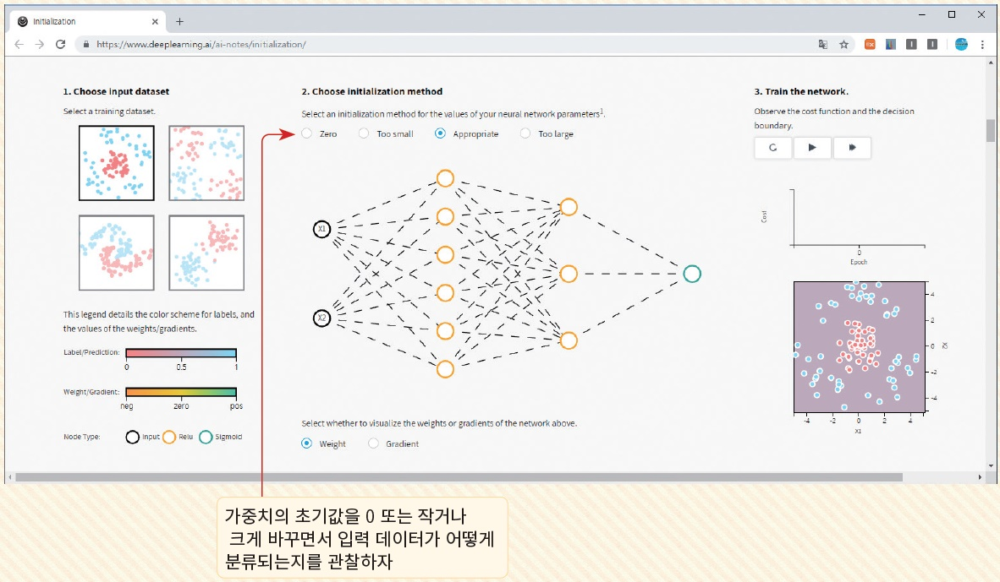 Initialization
https://www.deeplearning.ai/ai-notes/initialization/
1. Choose input dataset
Select a training dataset.
This legend details the color scheme for labels, and
the values of the weights/gradients.
Label/Prediction:
0 0.5 1
Weight/Gradient:
neg zero pos
Node Type: Input Relu Sigmoid
2. Choose initialization method
Select an initialization method for the values of your neural network parameters¹.
Zero Too small Appropriate Too large
X1
X2
Select whether to visualize the weights or gradients of the network above.
Weight Gradient
3. Train the network.
Observe the cost function and the decision
boundary.
Cost
0
Epoch
4
2
0
-2
-4
X2
-4 -2 0 2 4
X1
가중치의 초기값을 0 또는 작거나
크게 바꾸면서 입력 데이터가 어떻게
분류되는지를 관찰하자